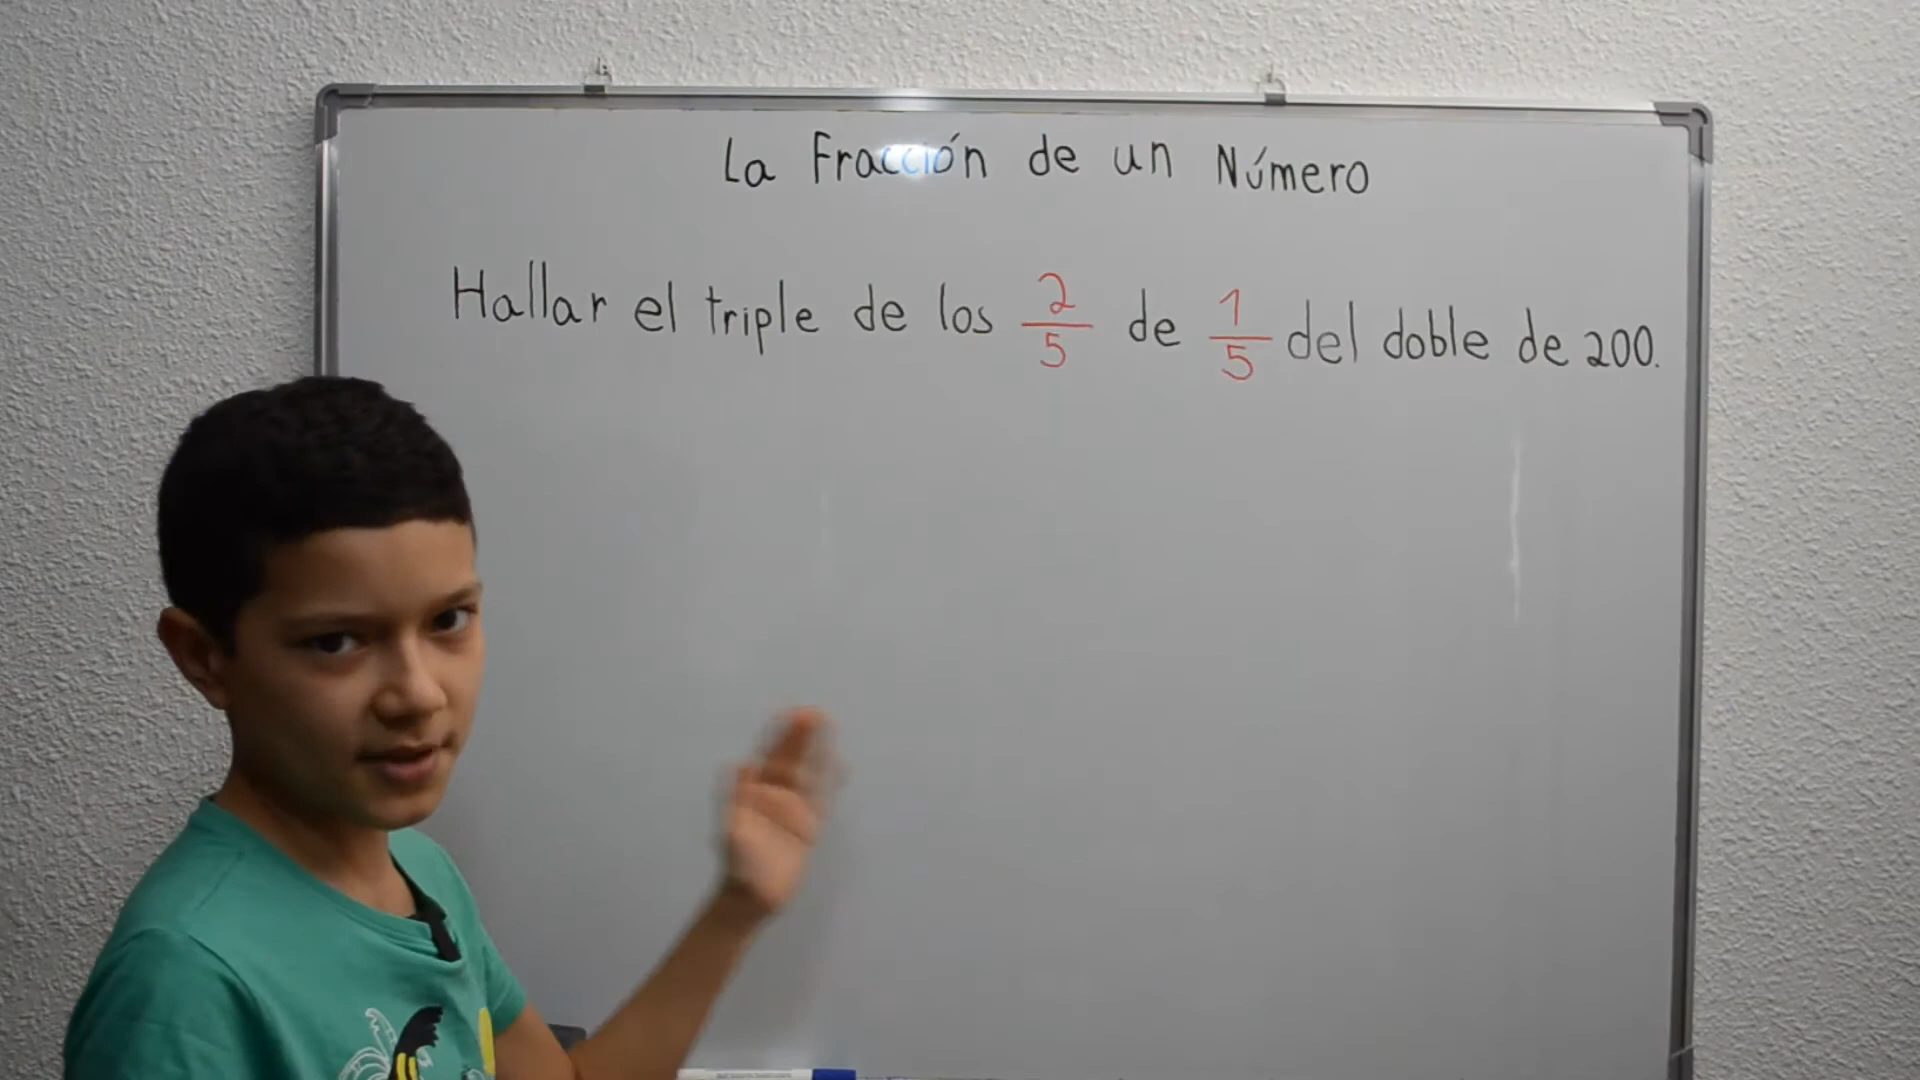 La Fracción de un Número
Hallar el triple de los 2/5 de 1/5 del doble de 200.